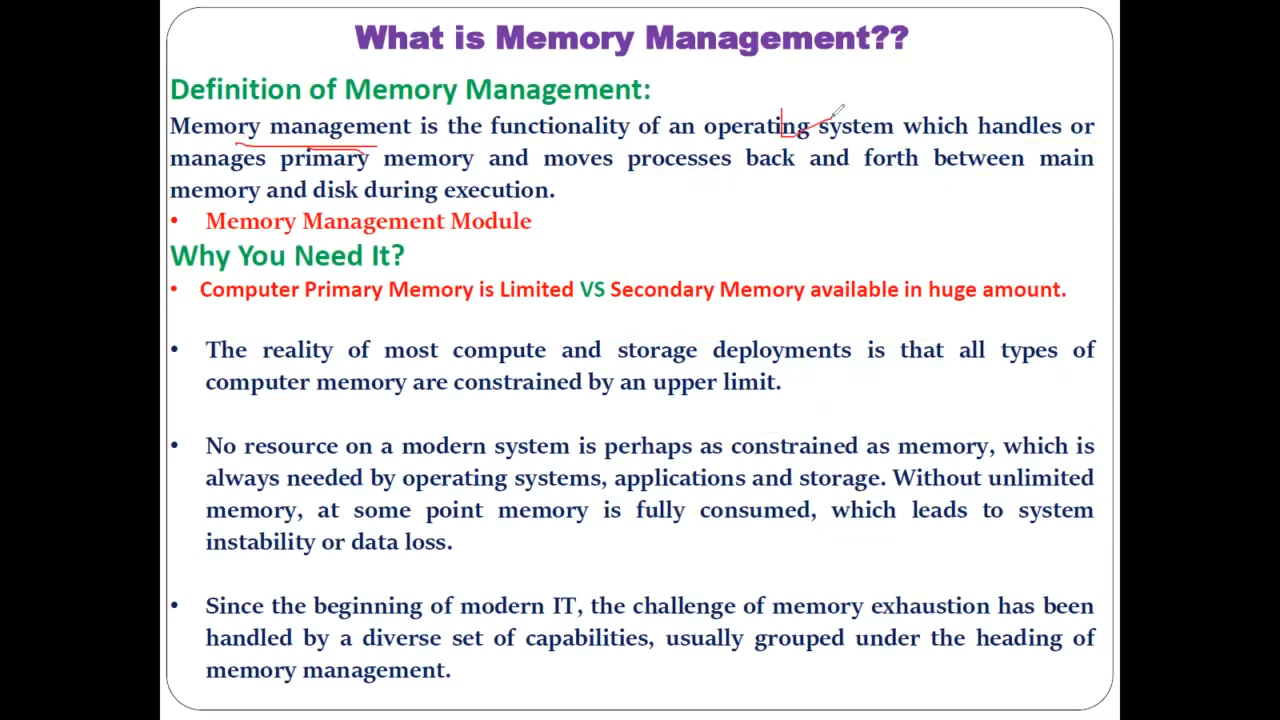 What is Memory Management??
Definition of Memory Management:
Memory management is the functionality of an operating system which handles or
manages primary memory and moves processes back and forth between main
memory and disk during execution.
• Memory Management Module
Why You Need It?
• Computer Primary Memory is Limited VS Secondary Memory available in huge amount.
• The reality of most compute and storage deployments is that all types of
computer memory are constrained by an upper limit.
• No resource on a modern system is perhaps as constrained as memory, which is
always needed by operating systems, applications and storage. Without unlimited
memory, at some point memory is fully consumed, which leads to system
instability or data loss.
• Since the beginning of modern IT, the challenge of memory exhaustion has been
handled by a diverse set of capabilities, usually grouped under the heading of
memory management.